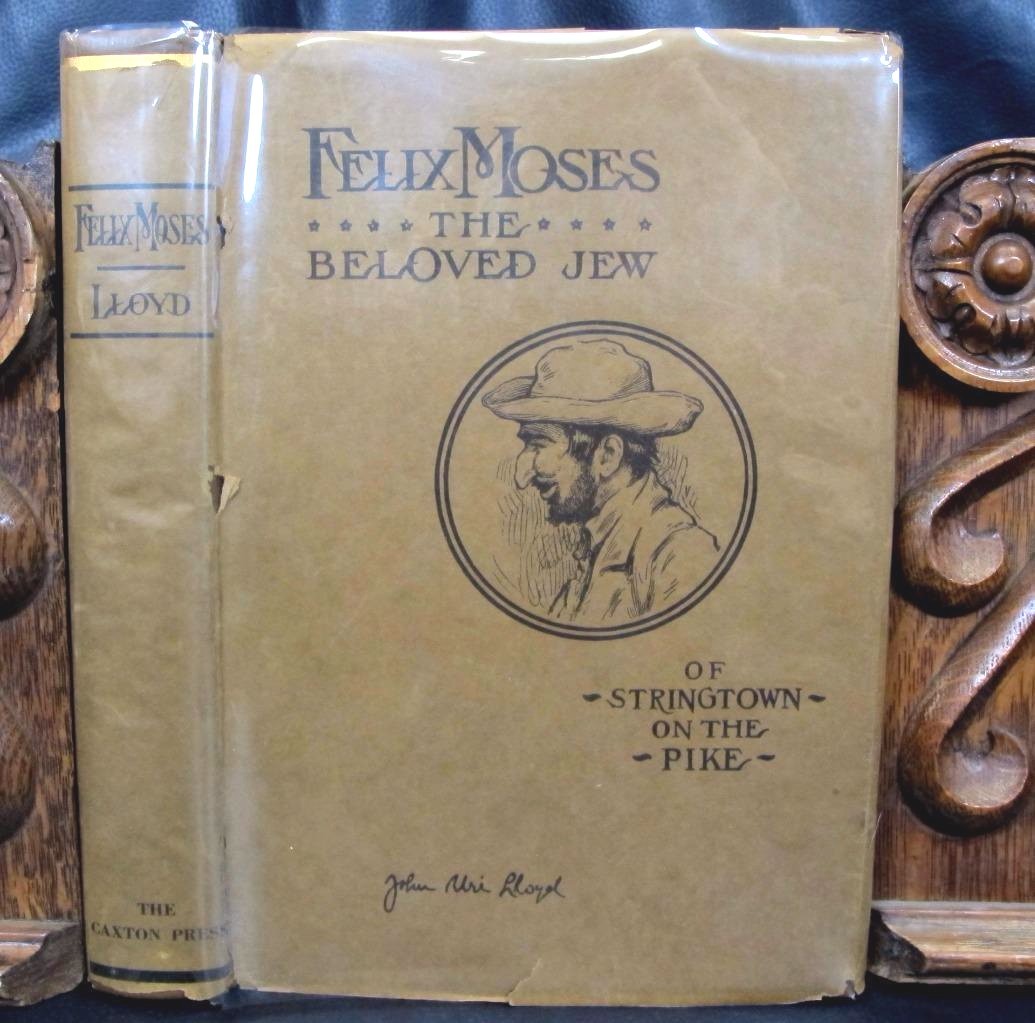 FELIX MOSES
LLOYD
THE
CAXTON PRESS
FELIX MOSES
THE
BELOVED JEW
OF
STRINGTOWN
ON THE
PIKE
John Uri Lloyd